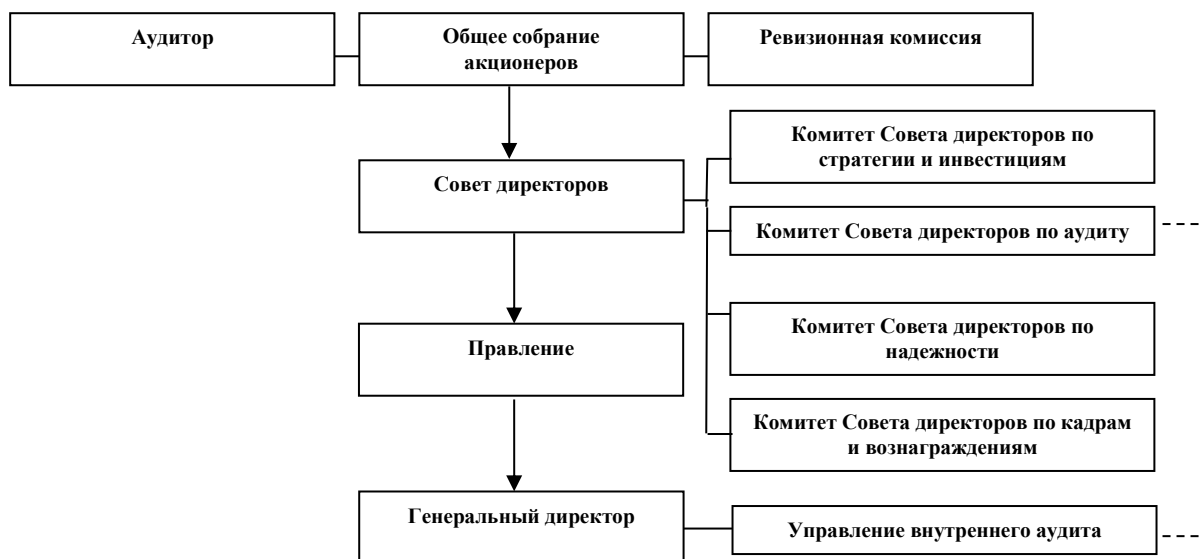 Аудитор
Общее собрание
акционеров
Ревизионная комиссия
Комитет Совета директоров по
стратегии и инвестициям
Совет директоров
Комитет Совета директоров по аудиту
Комитет Совета директоров по
надежности
Правление
Комитет Совета директоров по кадрам
и вознаграждениям
Генеральный директор
Управление внутреннего аудита